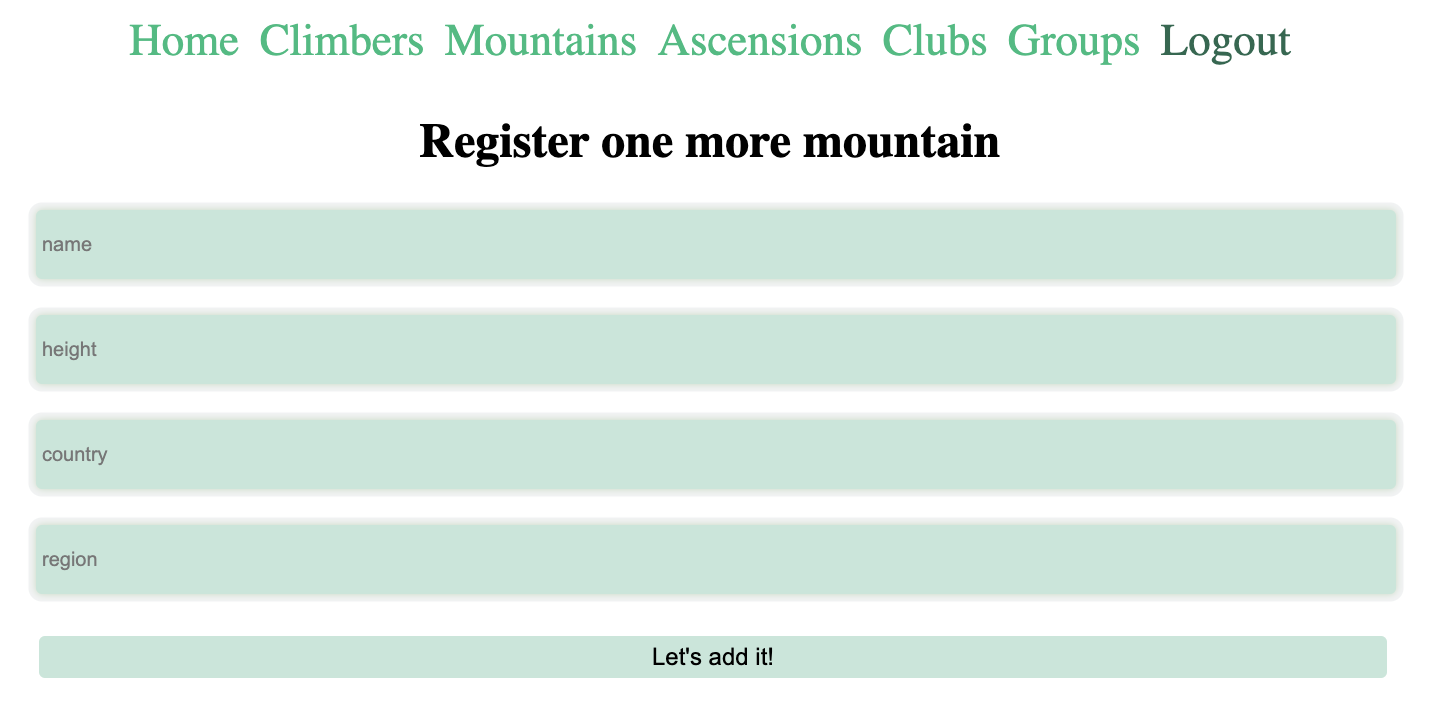 Home Climbers Mountains Ascensions Clubs Groups Logout
Register one more mountain
name
height
country
region
Let's add it!